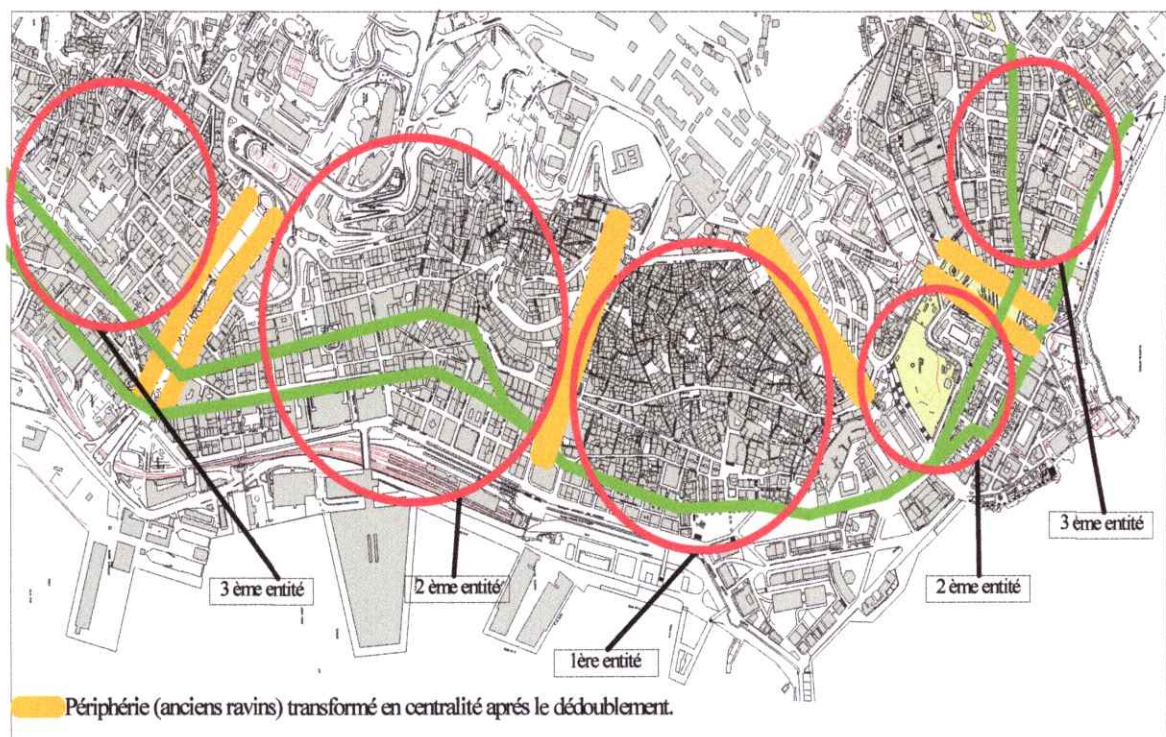 3 ème entité
2 ème entité
1ère entité
2 ème entité
3 ème entité
Périphérie (anciens ravins) transformé en centralité aprés le dédoublement.